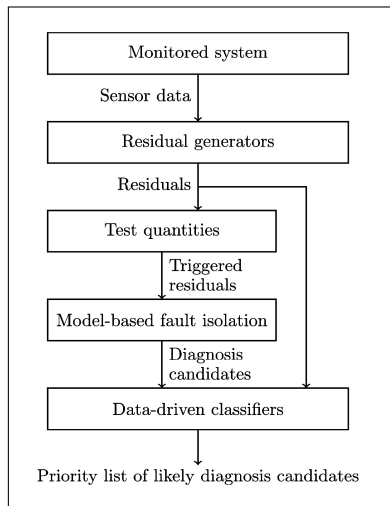 Monitored system
Sensor data
Residual generators
Residuals
Test quantities
Triggered
residuals
Model-based fault isolation
Diagnosis
candidates
Data-driven classifiers
Priority list of likely diagnosis candidates